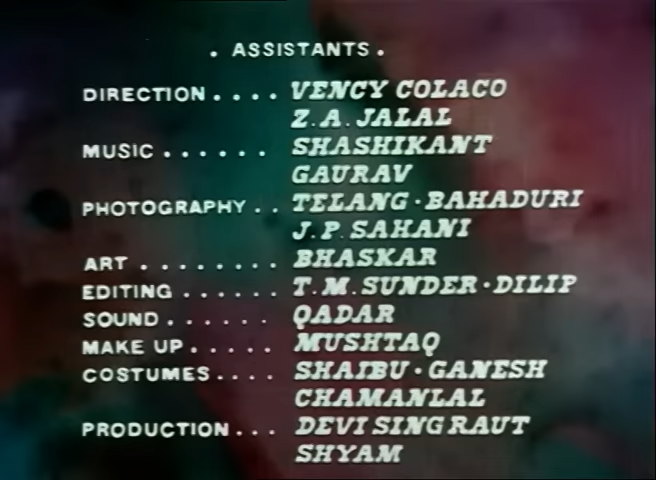 . ASSISTANTS .
DIRECTION . . . . VENCY COLACO
Z. A. JALAL
MUSIC . . . . . . SHASHIKANT
GAURAV
PHOTOGRAPHY . . TELANG · BAHADURI
J. P. SAHANI
ART . . . . . . . . BHASKAR
EDITING . . . . . . T. M. SUNDER · DILIP
SOUND . . . . . . QADAR
MAKE UP . . . . . MUSHTAQ
COSTUMES . . . . SHAIBU · GANESH
CHAMANLAL
PRODUCTION . . . DEVI SING RAUT
SHYAM